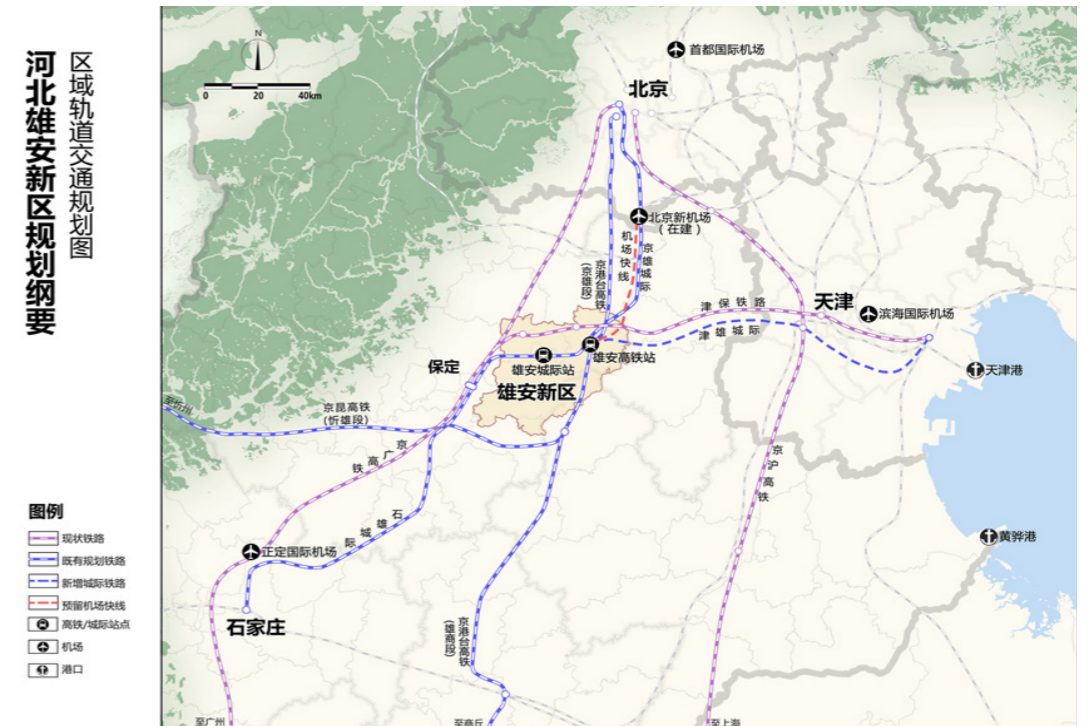 河北雄安新区规划纲要
区域轨道交通规划图
N
0 20 40km
首都国际机场
北京
北京新机场
(在建)
机场快线
京雄城际
京港台高铁
(京雄段)
天津
滨海国际机场
津保铁路
津雄城际
天津港
雄安高铁站
雄安城际站
雄安新区
保定
至忻州
京昆高铁
(忻雄段)
京广高铁
京沪高铁
黄骅港
石雄城际
正定国际机场
石家庄
京港台高铁
(雄商段)
至广州
至商丘
至上海
图例
现状铁路
既有规划铁路
新增城际铁路
预留机场快线
高铁/城际站点
机场
港口